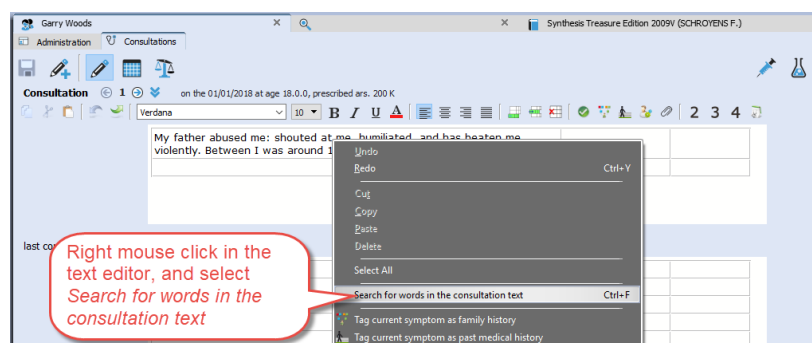 Garry Woods
Synthesis Treasure Edition 2009V (SCHROYENS F.)
Administration Consultations
Consultation 1 on the 01/01/2018 at age 18.0.0, prescribed ars. 200 K
Verdana 10 B I U A 2 3 4
My father abused me: shouted at me, humiliated, and has beaten me
violently. Between I was around 1
Undo
Redo Ctrl+Y
Cut
Copy
Paste
Delete
last co
Right mouse click in the
text editor, and select
Search for words in the
consultation text
Select All
Search for words in the consultation text Ctrl+F
Tag current symptom as family history
Tag current symptom as past medical history